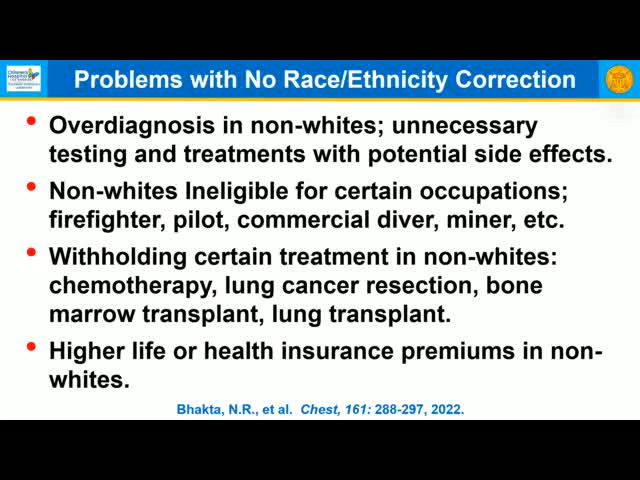 Children's
Hospital
Problems with No Race/Ethnicity Correction
• Overdiagnosis in non-whites; unnecessary
testing and treatments with potential side effects.
• Non-whites Ineligible for certain occupations;
firefighter, pilot, commercial diver, miner, etc.
• Withholding certain treatment in non-whites:
chemotherapy, lung cancer resection, bone
marrow transplant, lung transplant.
• Higher life or health insurance premiums in non-
whites.
Bhakta, N.R., et al. Chest, 161: 288-297, 2022.